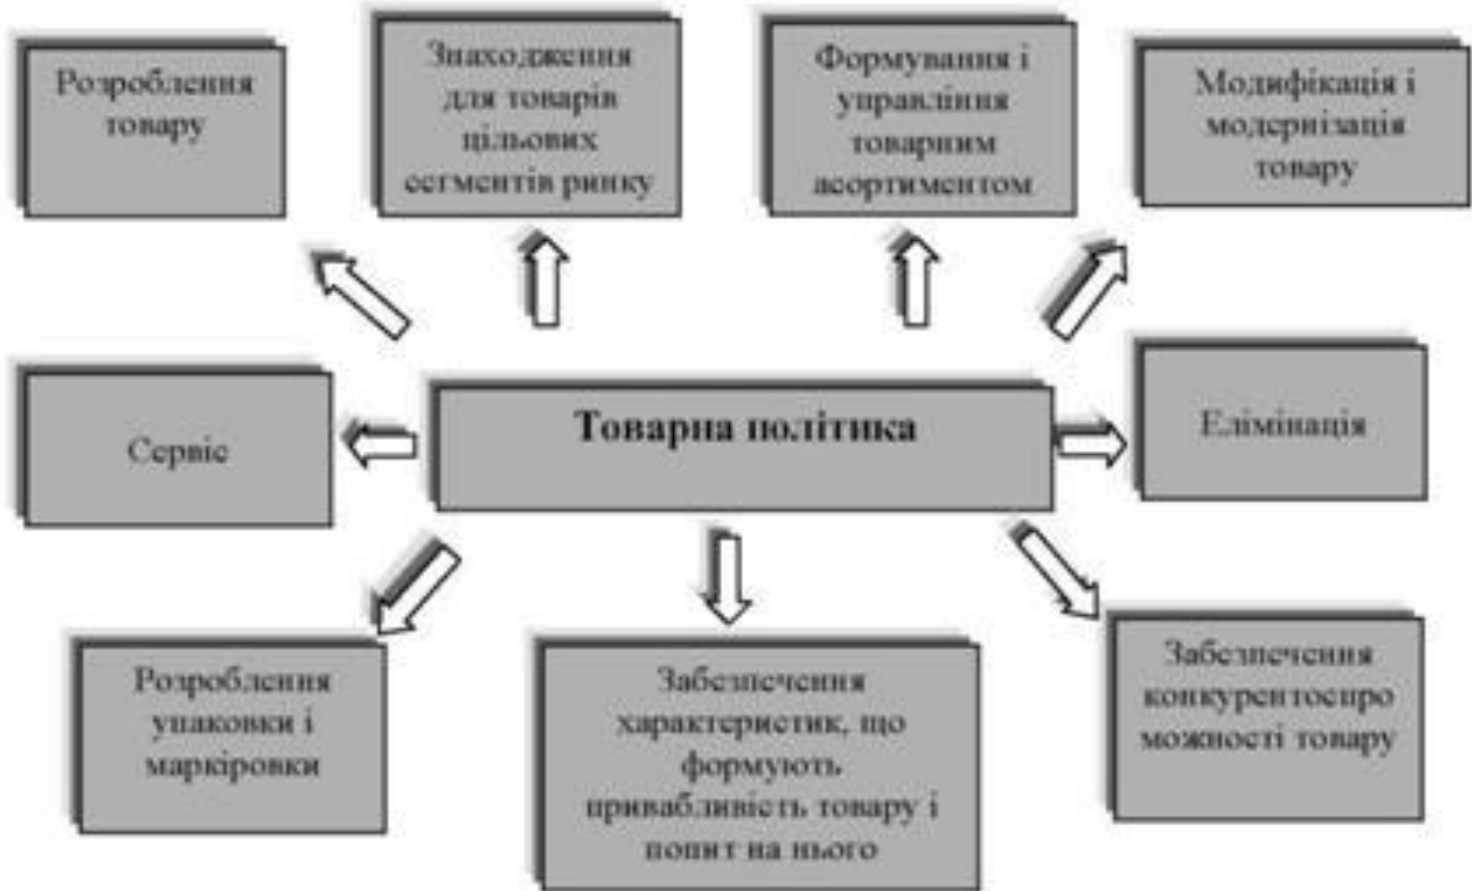 Розроблення
товару
Знаходження
для товарів
цільових
сегментів ринку
Формування і
управління
товарним
асортиментом
Модифікація і
модернізація
товару
Сервіс
Товарна політика
Елімінація
Розроблення
упаковки і
маркіровки
Забезпечення
характеристик, що
формують
привабливість товару і
попит на нього
Забезпечення
конкурентоспро
можності товару